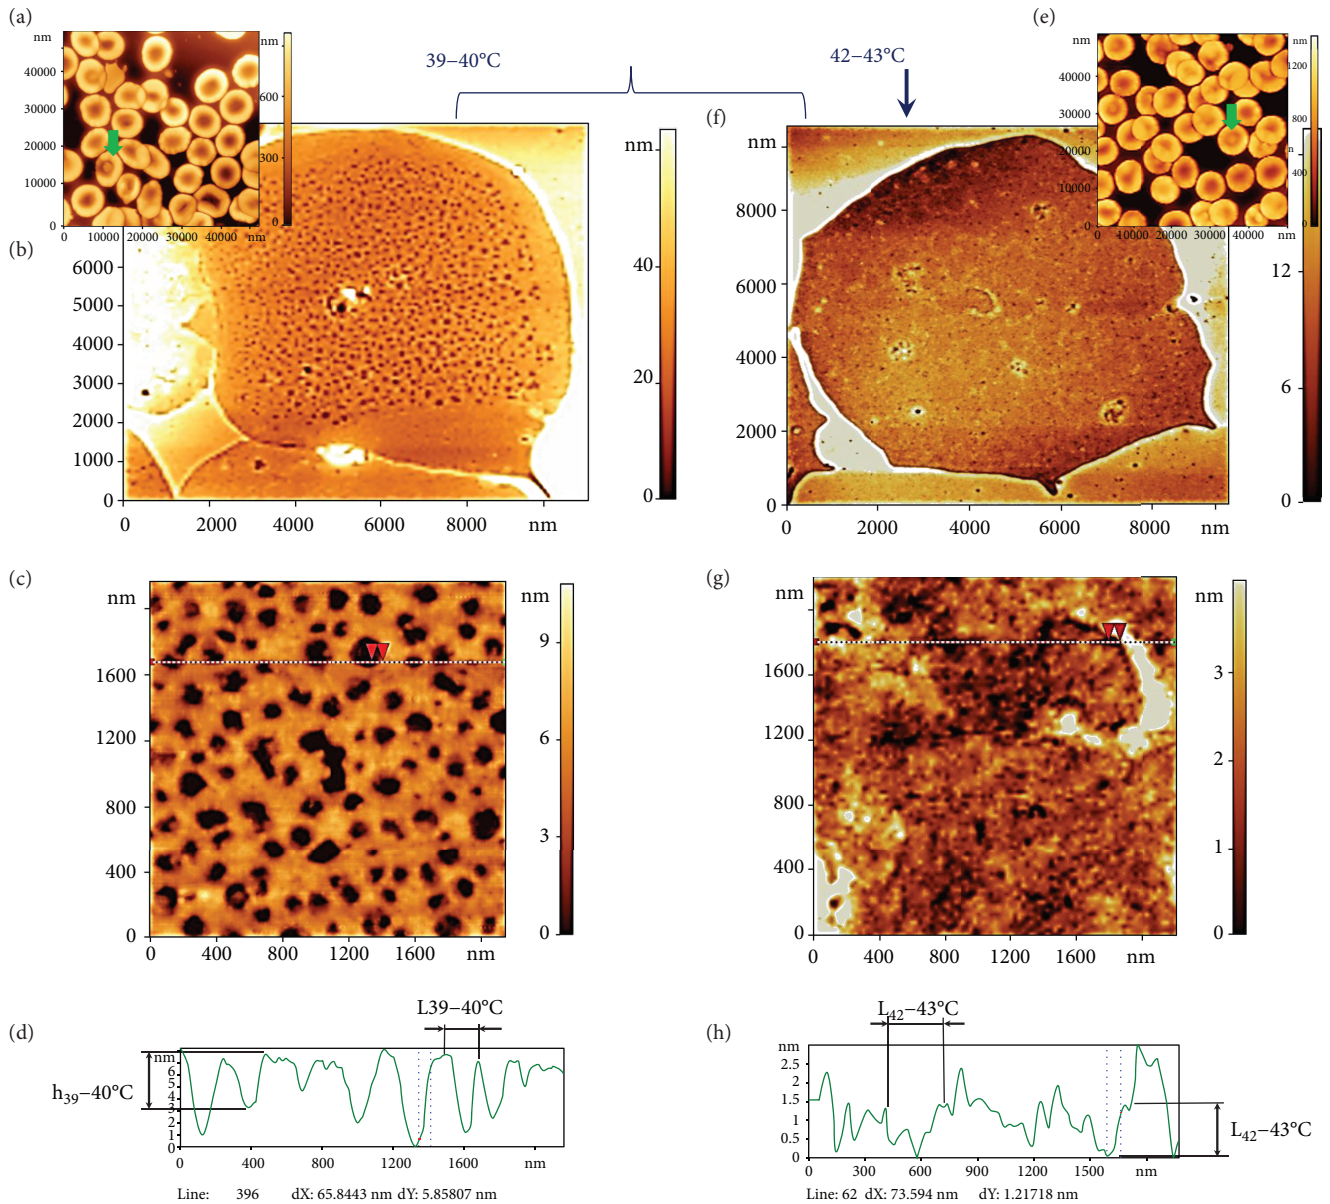 (a)
nm
40000
30000
20000
10000
0
0 10000 20000 30000 40000 nm
nm
600
300
0
39–40°C
42–43°C
(e)
nm
40000
30000
20000
10000
0
10000 20000 30000 40000 nm
nm
1200
800
400
0
n
(b)
6000
5000
4000
3000
2000
1000
0
0 2000 4000 6000 8000 nm
nm
40
20
0
(f)
nm
8000
6000
4000
2000
0
0 2000 4000 6000 8000 nm
12
6
0
(c)
nm
1600
1200
800
400
0
0 400 800 1200 1600 nm
nm
9
6
3
0
(g)
nm
1600
1200
800
400
0
0 400 800 1200 1600 nm
nm
3
2
1
0
(d)
L39–40°C
h39–40°C
nm
6
5
4
3
2
1
0
0 400 800 1200 1600 nm
Line: 396 dX: 65.8443 nm dY: 5.85807 nm
(h)
L42–43°C
nm
2.5
2
1.5
1
0.5
0
0 300 600 900 1200 1500 nm
L42–43°C
Line: 62 dX: 73.594 nm dY: 1.21718 nm